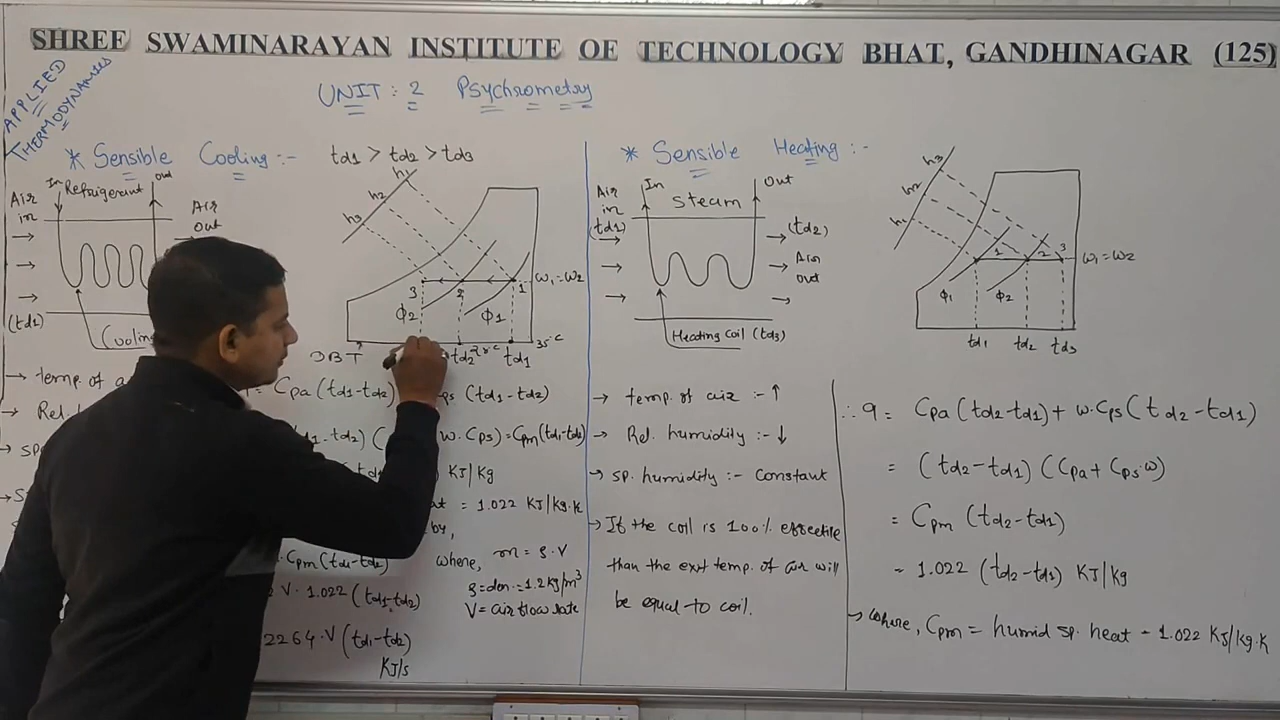 SHREE SWAMINARAYAN INSTITUTE OF TECHNOLOGY BHAT, GANDHINAGAR (125)
APPLIED
THERMODYNAMICS
UNIT : 2 Psychrometry
* Sensible Cooling :-
td1 > td2 > td3
In Refrigerant out
Air
in
Air
out
(td1)
→ temp. of
→ Rel.
h1
h2
h3
3 2 1
ω1=ω2
Φ2 Φ1
35°C
DBT td2 td1
= Cpa (td1-td2)
(td1-td2)
w. Cps) = Cpm (td1-td2)
KJ/kg
= 1.022 KJ/kg.k
by,
. Cpm (td1-td2)
where, m = ρ.V
V. 1.022 (td1-td2)
ρ = den. = 1.2 kg/m³
V = air flow rate
2264.V (td1-td2)
KJ/s
* Sensible Heating :-
Air
in
(td1)
In
Steam
Out
(td2)
Air
out
Heating coil (td3)
→ temp. of air :- ↑
→ Rel. humidity :- ↓
→ sp. humidity :- constant
→ If the coil is 100% effective
than the exit temp. of air will
be equal to coil.
h3
h2
h1
1 2 3
ω1=ω2
Φ1 Φ2
td1 td2 td3
∴ q = Cpa (td2-td1) + w.Cps (td2-td1)
= (td2-td1) (Cpa + Cps.w)
= Cpm (td2-td1)
= 1.022 (td2-td1) KJ/kg
→ where, Cpm = humid sp. heat = 1.022 KJ/kg.k